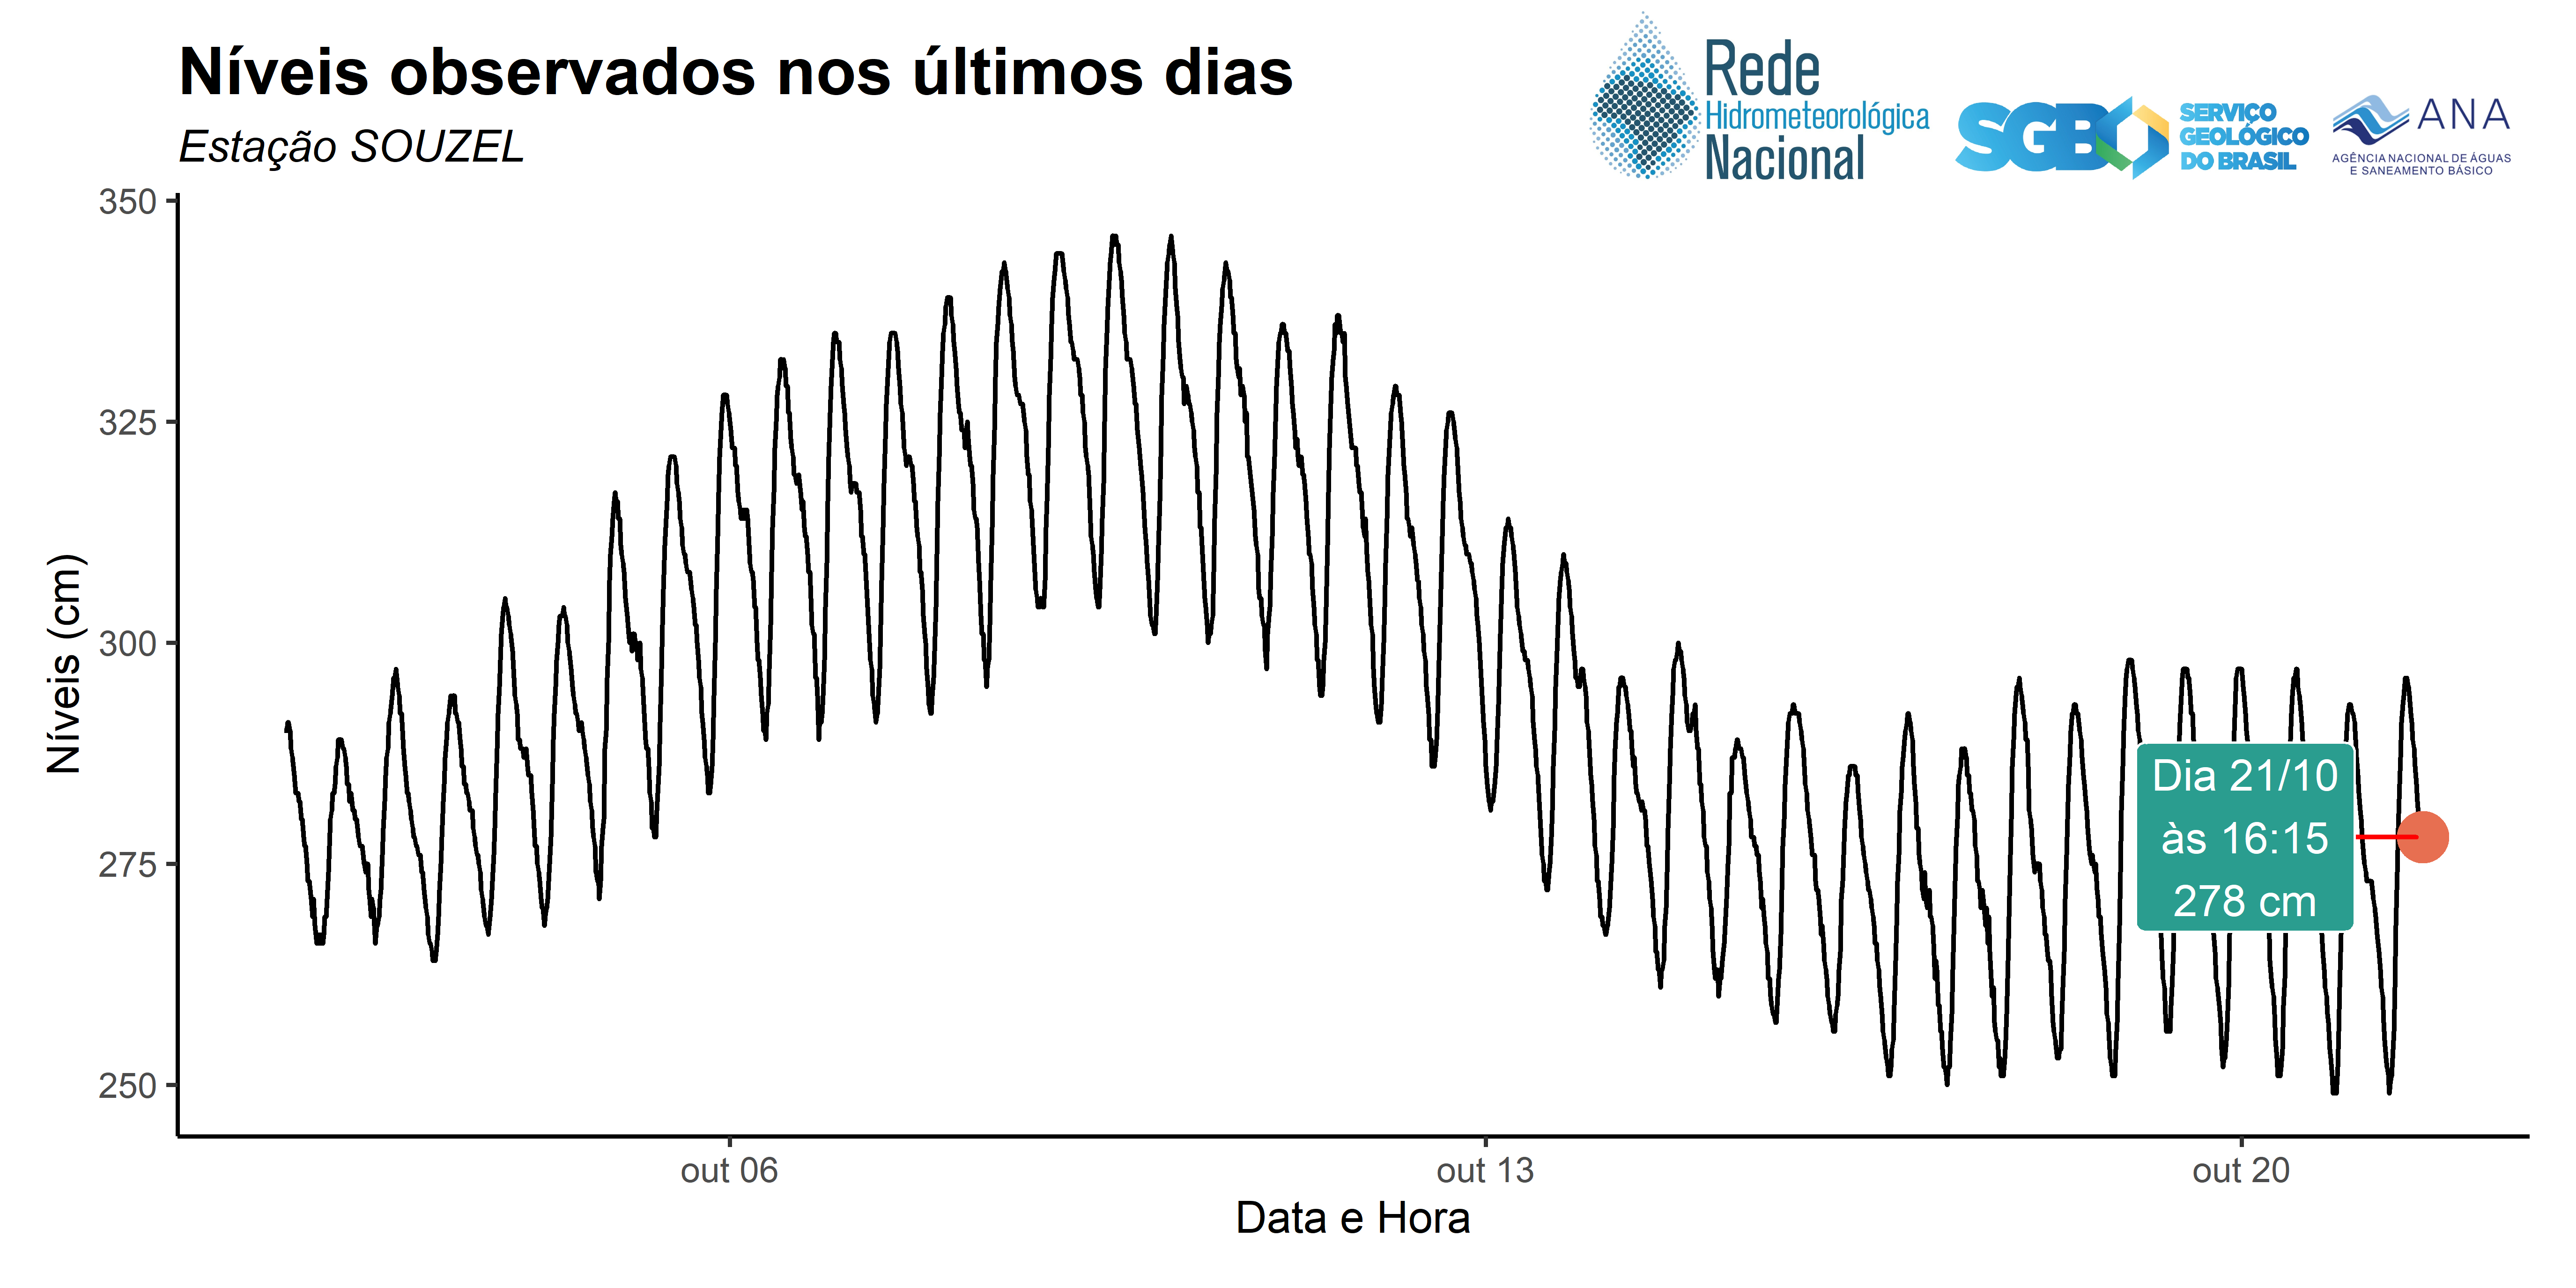 Níveis observados nos últimos dias
Estação SOUZEL
Rede
Hidrometeorológica
Nacional
SGB
SERVIÇO
GEOLÓGICO
DO BRASIL
ANA
AGÊNCIA NACIONAL DE ÁGUAS
E SANEAMENTO BÁSICO
350
325
300
275
250
Níveis (cm)
Dia 21/10
às 16:15
278 cm
out 06
out 13
out 20
Data e Hora